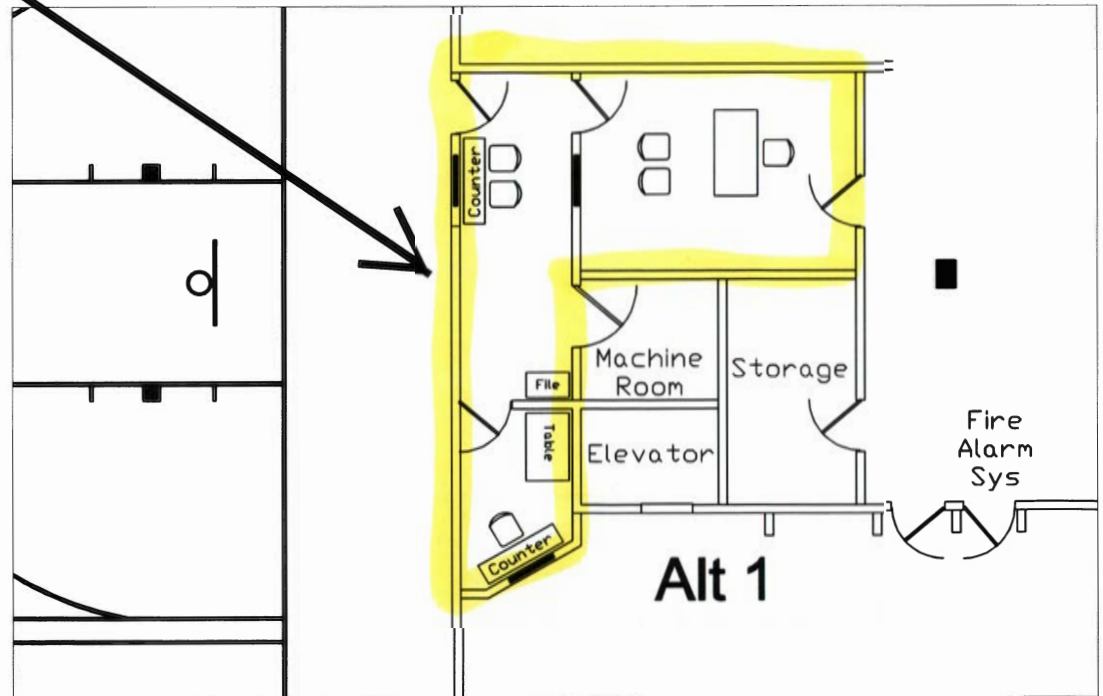 Counter
Machine
Room
Storage
File
Table
Elevator
Fire
Alarm
Sys
Counter
Alt 1